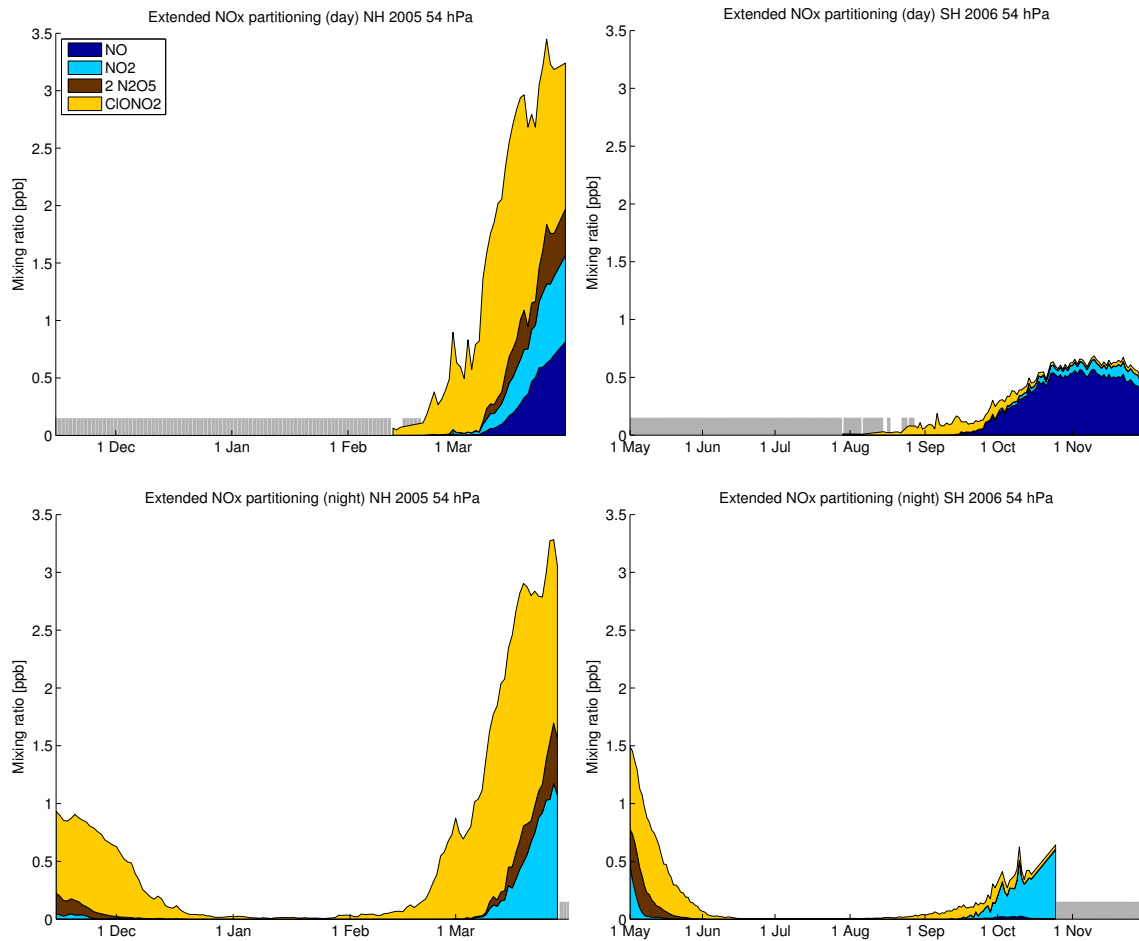 Extended NOx partitioning (day) NH 2005 54 hPa
3.5
3
2.5
2
1.5
1
0.5
0
Mixing ratio [ppb]
NO
NO2
2 N2O5
ClONO2
1 Dec
1 Jan
1 Feb
1 Mar
Extended NOx partitioning (day) SH 2006 54 hPa
3.5
3
2.5
2
1.5
1
0.5
0
Mixing ratio [ppb]
1 May
1 Jun
1 Jul
1 Aug
1 Sep
1 Oct
1 Nov
Extended NOx partitioning (night) NH 2005 54 hPa
3.5
3
2.5
2
1.5
1
0.5
0
Mixing ratio [ppb]
1 Dec
1 Jan
1 Feb
1 Mar
Extended NOx partitioning (night) SH 2006 54 hPa
3.5
3
2.5
2
1.5
1
0.5
0
Mixing ratio [ppb]
1 May
1 Jun
1 Jul
1 Aug
1 Sep
1 Oct
1 Nov